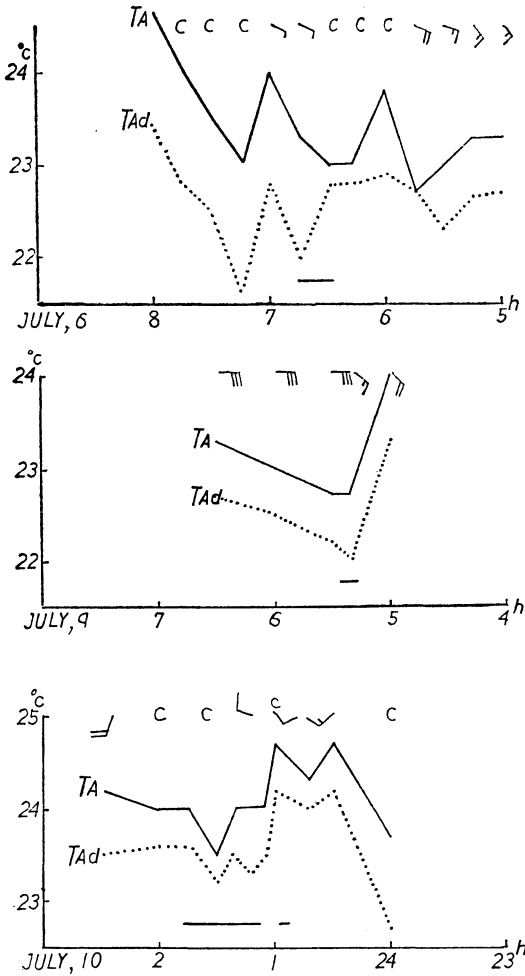 TA
C C C C C C
°C
24
TAd
23
22
h
JULY, 6 8 7 6 5
°C
24
TA
23
TAd
22
h
JULY, 9 7 6 5 4
°C
25 C C C C
TA
24
TAd
23
h
JULY, 10 2 1 24 23